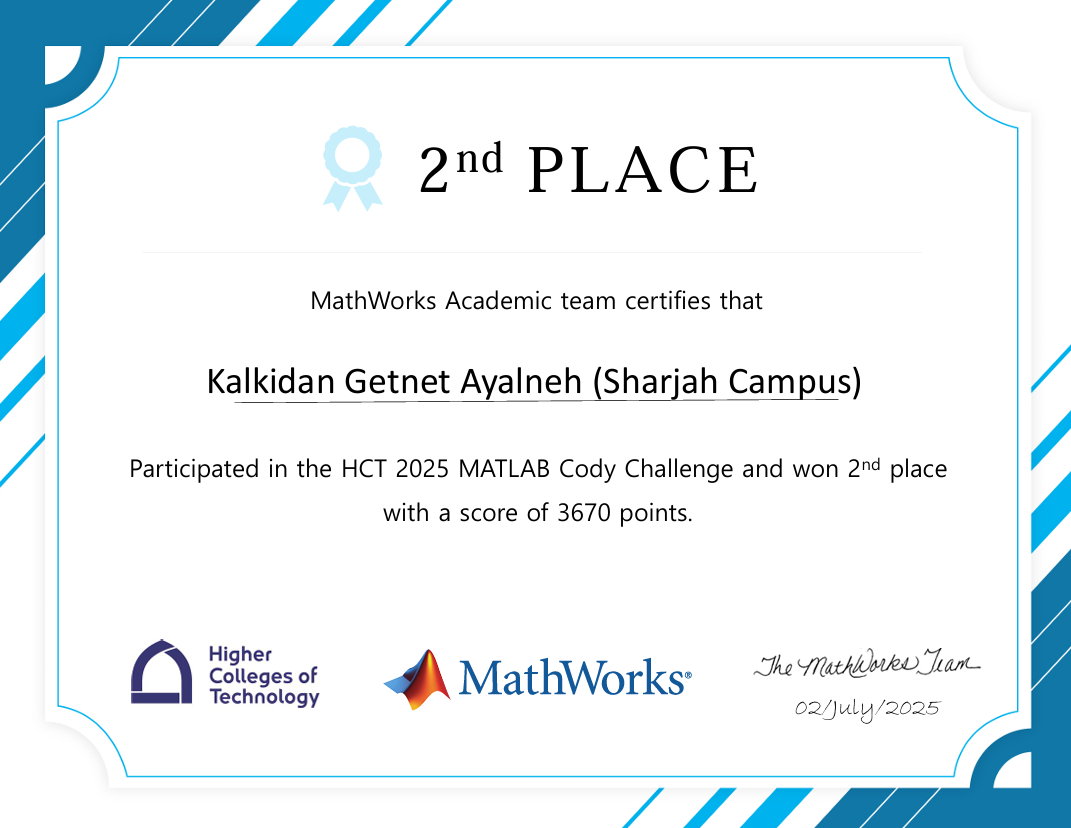 2nd PLACE
MathWorks Academic team certifies that
Kalkidan Getnet Ayalneh (Sharjah Campus)
Participated in the HCT 2025 MATLAB Cody Challenge and won 2nd place
with a score of 3670 points.
Higher
Colleges of
Technology
MathWorks®
The MathWorks Team
02/July/2025